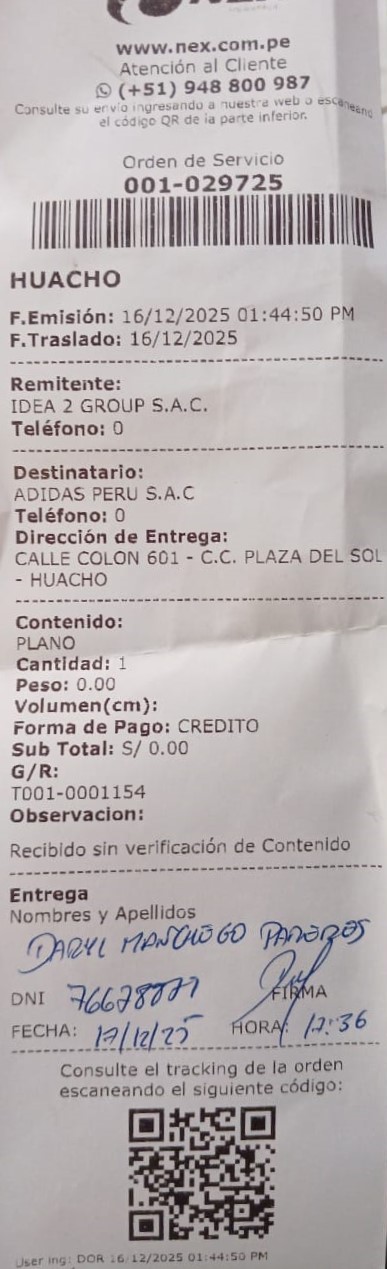 www.nex.com.pe
Atención al Cliente
(+51) 948 800 987
Consulte su envío ingresando a nuestra web o escaneando
el código QR de la parte inferior.
Orden de Servicio
001-029725
HUACHO
F.Emisión: 16/12/2025 01:44:50 PM
F.Traslado: 16/12/2025
Remitente:
IDEA 2 GROUP S.A.C.
Teléfono: 0
Destinatario:
ADIDAS PERU S.A.C
Teléfono: 0
Dirección de Entrega:
CALLE COLON 601 - C.C. PLAZA DEL SOL
- HUACHO
Contenido:
PLANO
Cantidad: 1
Peso: 0.00
Volumen(cm):
Forma de Pago: CREDITO
Sub Total: S/ 0.00
G/R:
T001-0001154
Observacion:
Recibido sin verificación de Contenido
Entrega
Nombres y Apellidos
DARYL MANCHEGO
DNI
FIRMA
FECHA: 17/12/25 HORA: 17:36
Consulte el tracking de la orden
escaneando el siguiente código:
User ing: DOR 16/12/2025 01:44:50 PM